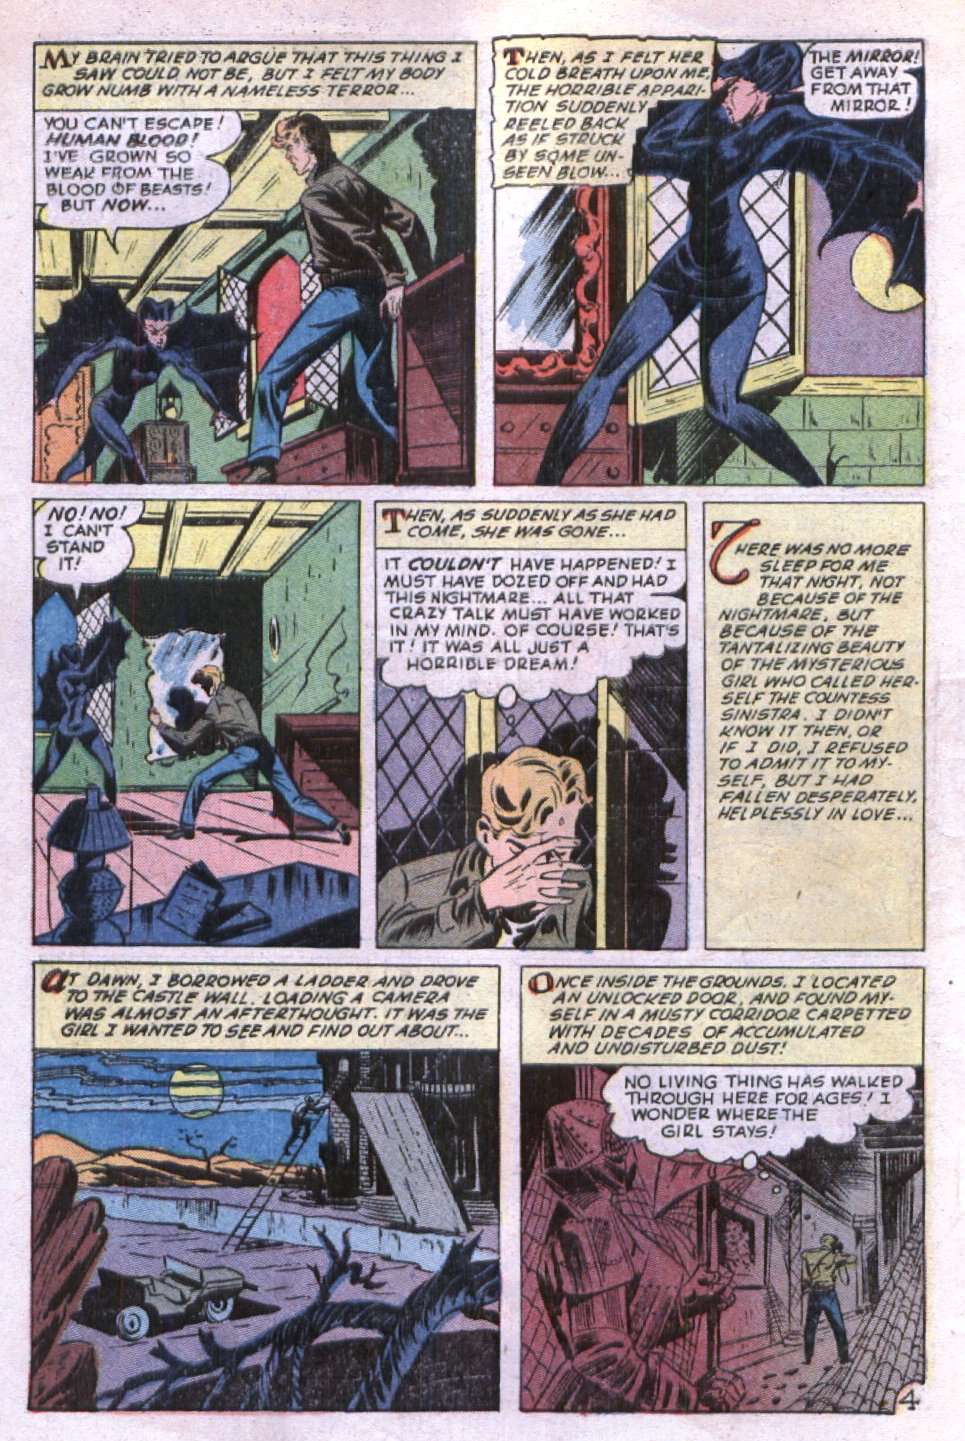 MY BRAIN TRIED TO ARGUE THAT THIS THING I
SAW COULD NOT BE, BUT I FELT MY BODY
GROW NUMB WITH A NAMELESS TERROR...
YOU CAN'T ESCAPE!
HUMAN BLOOD!
I'VE GROWN SO
WEAK FROM THE
BLOOD OF BEASTS!
BUT NOW...
THEN, AS I FELT HER
COLD BREATH UPON ME,
THE HORRIBLE APPARI-
TION SUDDENLY
REELED BACK
AS IF STRUCK
BY SOME UN-
SEEN BLOW...
THE MIRROR!
GET AWAY
FROM THAT
MIRROR!
NO! NO!
I CAN'T
STAND
IT!
THEN, AS SUDDENLY AS SHE HAD
COME, SHE WAS GONE...
IT COULDN'T HAVE HAPPENED! I
MUST HAVE DOZED OFF AND HAD
THIS NIGHTMARE... ALL THAT
CRAZY TALK MUST HAVE WORKED
IN MY MIND. OF COURSE! THAT'S
IT! IT WAS ALL JUST A
HORRIBLE DREAM!
THERE WAS NO MORE
SLEEP FOR ME
THAT NIGHT, NOT
BECAUSE OF THE
NIGHTMARE, BUT
BECAUSE OF THE
TANTALIZING BEAUTY
OF THE MYSTERIOUS
GIRL WHO CALLED HER-
SELF THE COUNTESS
SINISTRA. I DIDN'T
KNOW IT THEN, OR
IF I DID, I REFUSED
TO ADMIT IT TO MY-
SELF, BUT I HAD
FALLEN DESPERATELY,
HELPLESSLY IN LOVE...
AT DAWN, I BORROWED A LADDER AND DROVE
TO THE CASTLE WALL. LOADING A CAMERA
WAS ALMOST AN AFTERTHOUGHT. IT WAS THE
GIRL I WANTED TO SEE AND FIND OUT ABOUT...
ONCE INSIDE THE GROUNDS, I LOCATED
AN UNLOCKED DOOR, AND FOUND MY-
SELF IN A MUSTY CORRIDOR CARPETTED
WITH DECADES OF ACCUMULATED
AND UNDISTURBED DUST!
NO LIVING THING HAS WALKED
THROUGH HERE FOR AGES! I
WONDER WHERE THE
GIRL STAYS!
4